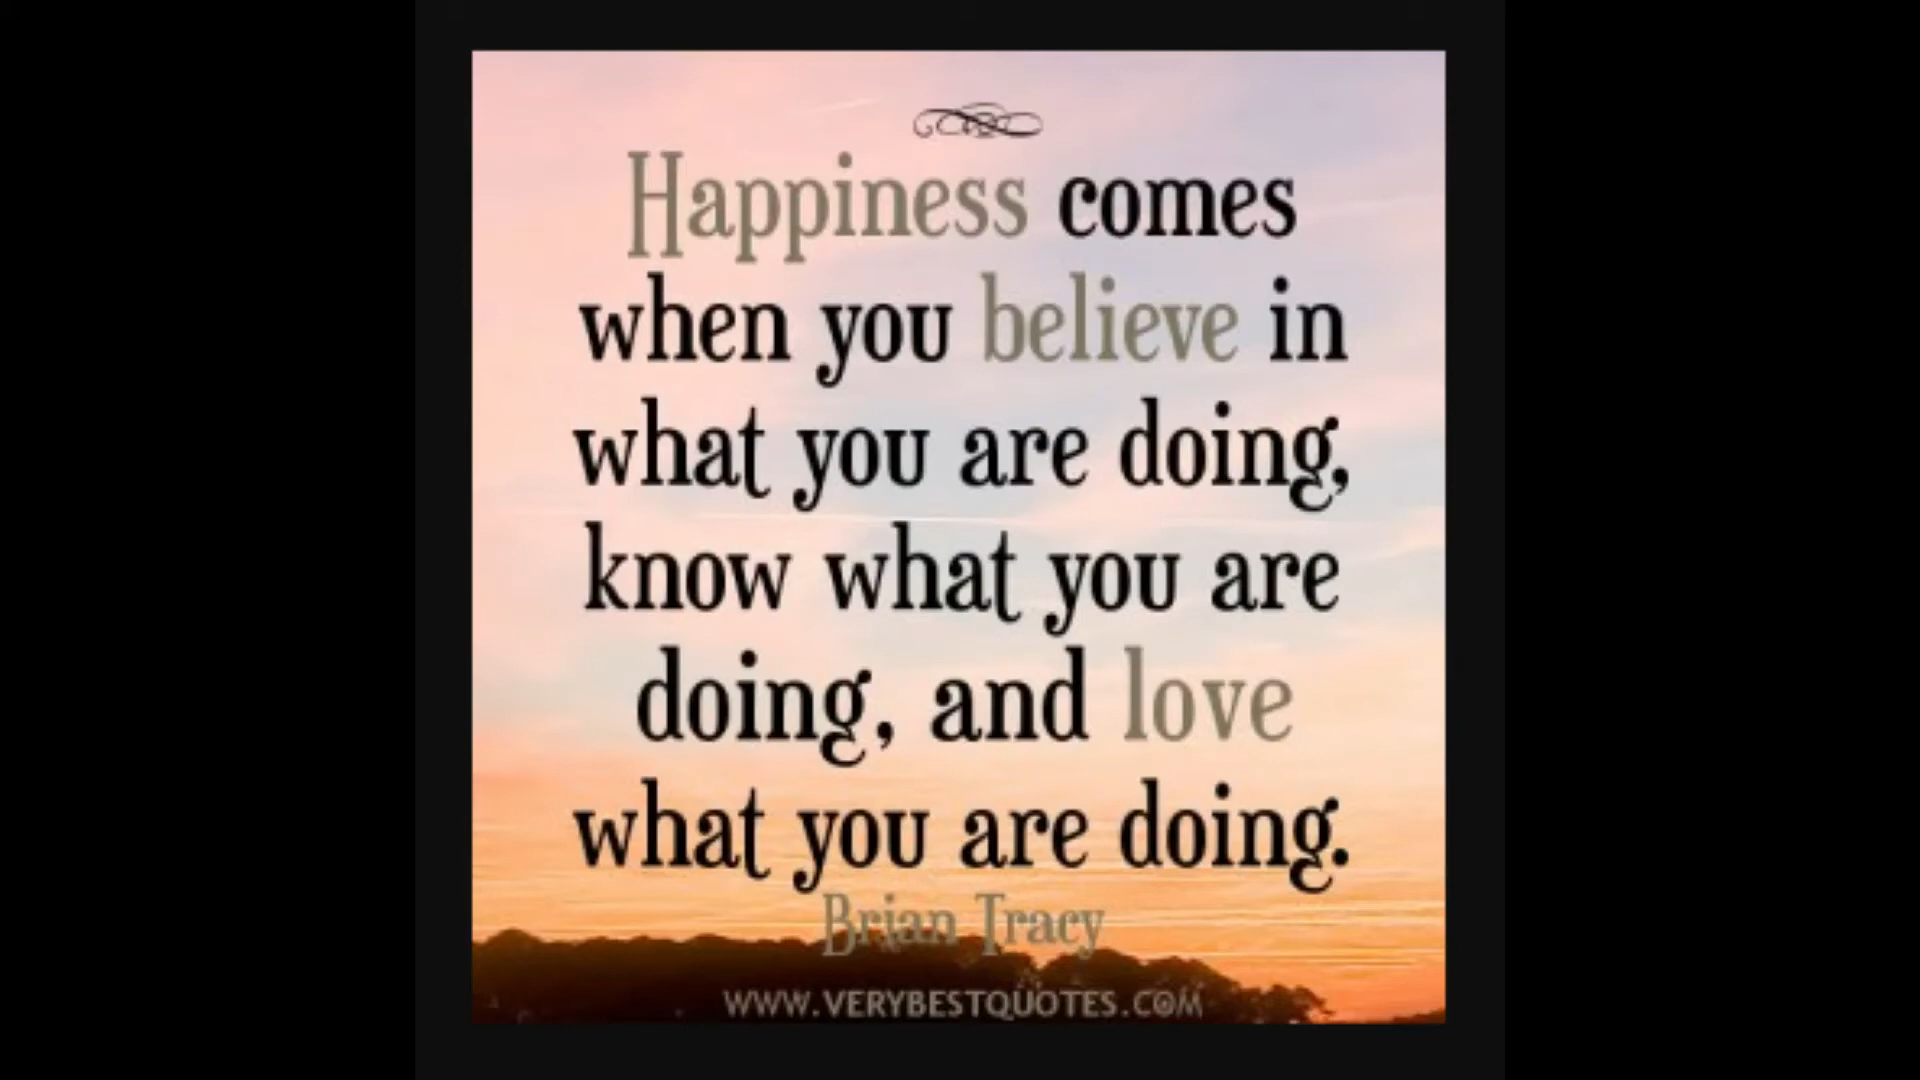 Happiness comes
when you believe in
what you are doing,
know what you are
doing, and love
what you are doing.
Brian Tracy
WWW.VERYBESTQUOTES.COM